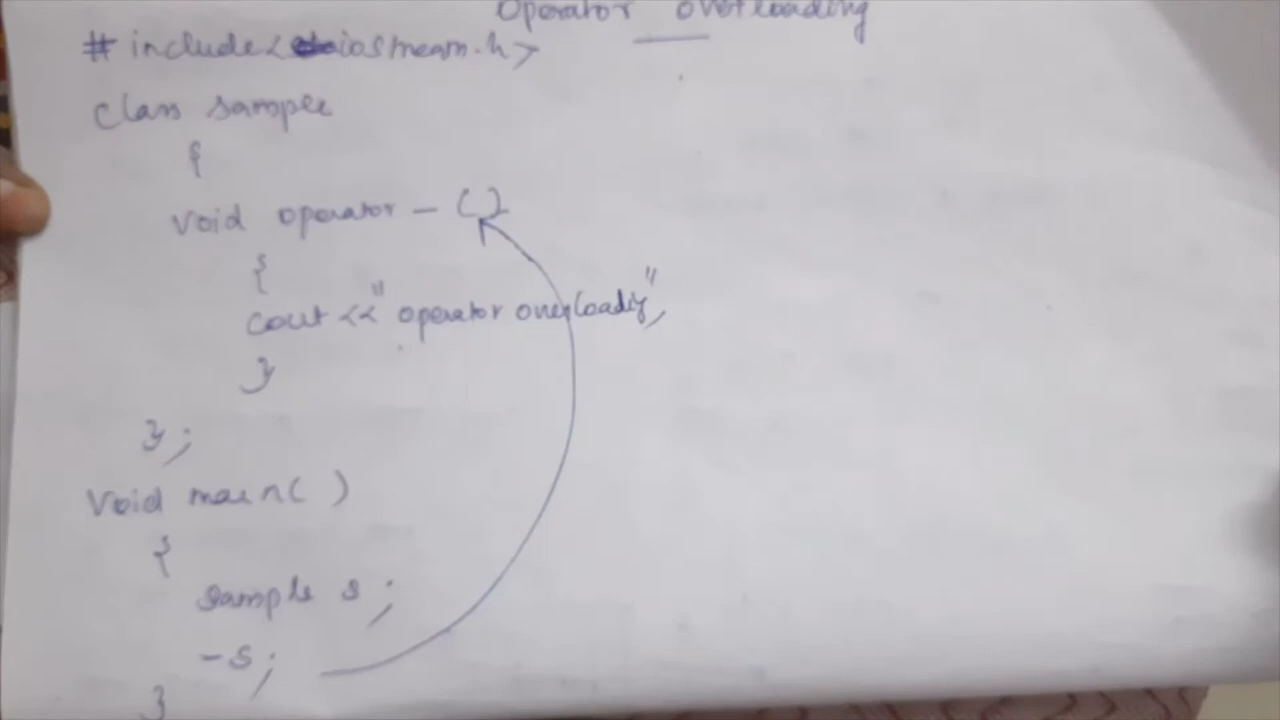 Operator overloading
# include<iostream.h>
class sample
{
void operator - ( )
{
cout << "operator overloading",
}
};
void main( )
{
sample s ;
-s;
}